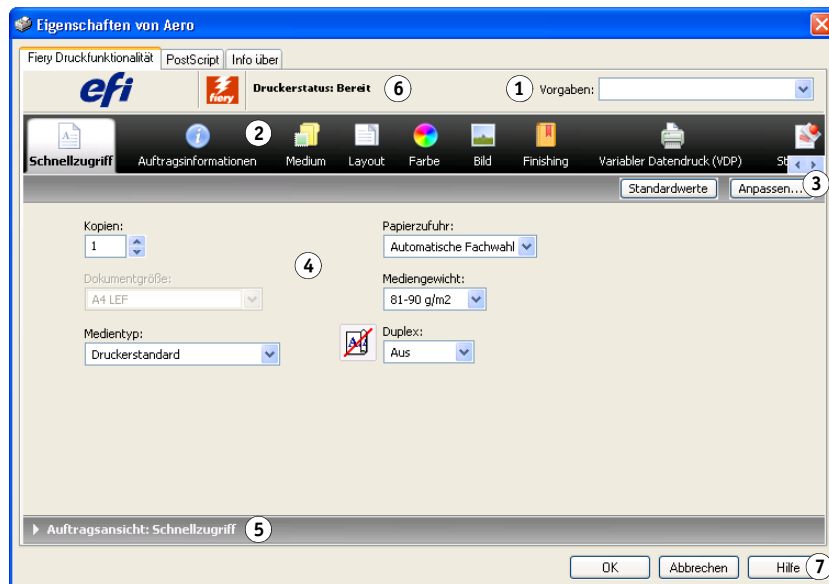 Eigenschaften von Aero
Fiery Druckfunktionalität PostScript Info über
efi fiery Druckerstatus: Bereit 6 1 Vorgaben:
2
Schnellzugriff Auftragsinformationen Medium Layout Farbe Bild Finishing Variabler Datendruck (VDP)
Standardwerte Anpassen... 3
Kopien: Papierzufuhr:
1 Automatische Fachwahl
4
Dokumentgröße: Mediengewicht:
A4 LEF 81-90 g/m2
Medientyp: Duplex:
Druckerstandard Aus
Auftragsansicht: Schnellzugriff 5
OK Abbrechen Hilfe 7